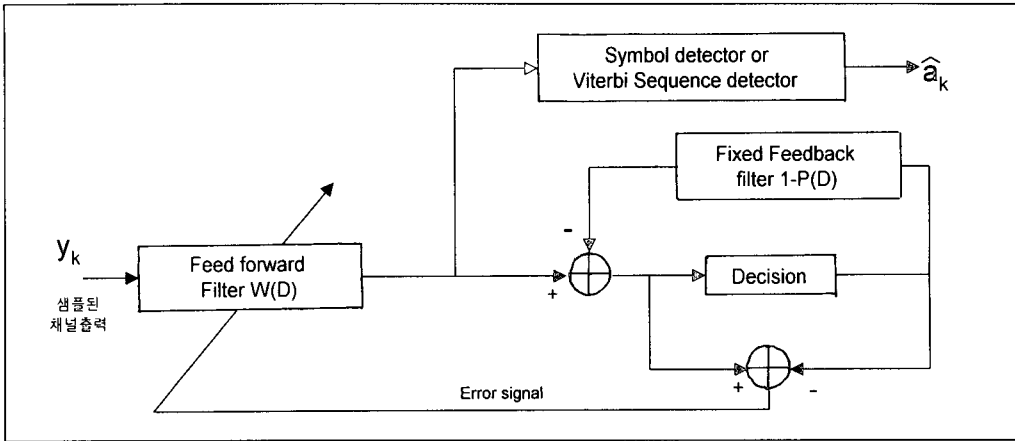 Symbol detector or
Viterbi Sequence detector
â_k
Fixed Feedback
filter 1-P(D)
-
y_k
Feed forward
Filter W(D)
+
Decision
샘플된
채널출력
+
-
Error signal